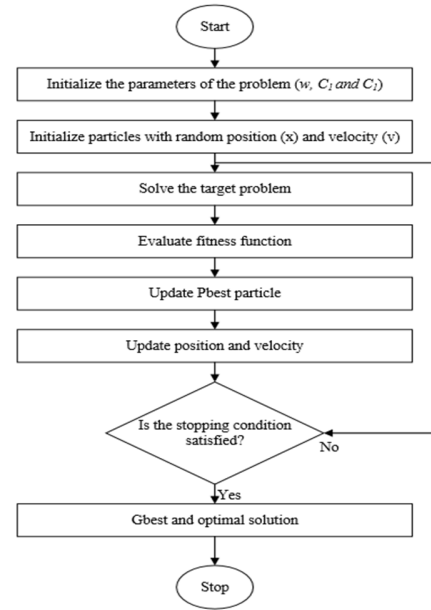 Start
Initialize the parameters of the problem (w, C₁ and C₁)
Initialize particles with random position (x) and velocity (v)
Solve the target problem
Evaluate fitness function
Update Pbest particle
Update position and velocity
Is the stopping condition
satisfied?
No
Yes
Gbest and optimal solution
Stop